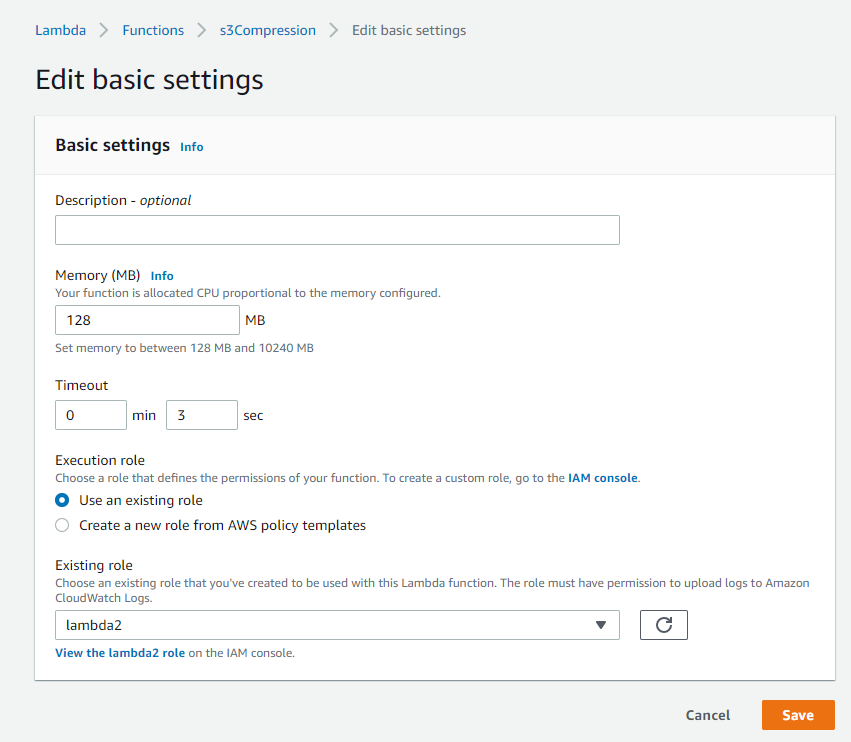 Lambda > Functions > s3Compression > Edit basic settings
Edit basic settings
Basic settings Info
Description - optional
Memory (MB) Info
Your function is allocated CPU proportional to the memory configured.
128 MB
Set memory to between 128 MB and 10240 MB
Timeout
0 min 3 sec
Execution role
Choose a role that defines the permissions of your function. To create a custom role, go to the IAM console.
Use an existing role
Create a new role from AWS policy templates
Existing role
Choose an existing role that you've created to be used with this Lambda function. The role must have permission to upload logs to Amazon
CloudWatch Logs.
lambda2
View the lambda2 role on the IAM console.
Cancel Save